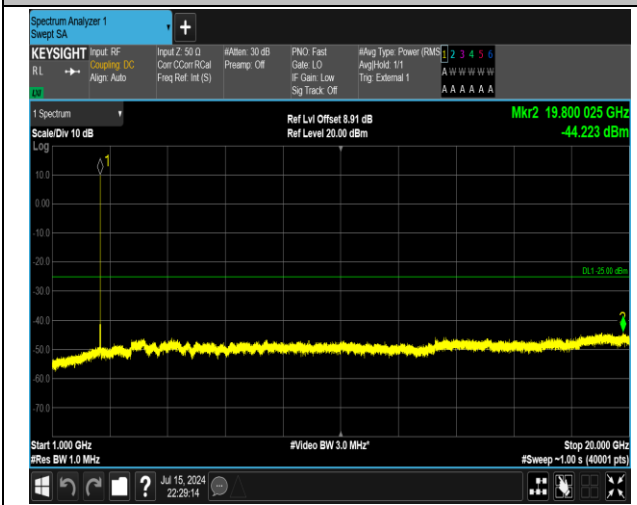 Spectrum Analyzer 1
Swept SA
+
KEYSIGHT
RL
LXI
Input: RF
Coupling: DC
Align: Auto
Input Z: 50 Ω
Corr CCorr RCal
Freq Ref: Int (S)
#Atten: 30 dB
Preamp: Off
PNO: Fast
Gate: LO
IF Gain: Low
Sig Track: Off
#Avg Type: Power (RMS
Avg|Hold: 1/1
Trig: External 1
1 2 3 4 5 6
A W W W W W
A A A A A A
1 Spectrum
Scale/Div 10 dB
Log
Ref Lvl Offset 8.91 dB
Ref Level 20.00 dBm
Mkr2 19.800 025 GHz
-44.223 dBm
1
10.0
0.00
-10.0
-20.0
DL1 -25.00 dBm
-30.0
-40.0
2
-50.0
-60.0
-70.0
Start 1.000 GHz
#Res BW 1.0 MHz
#Video BW 3.0 MHz*
Stop 20.000 GHz
#Sweep ~1.00 s (40001 pts)
?
Jul 15, 2024
22:29:14